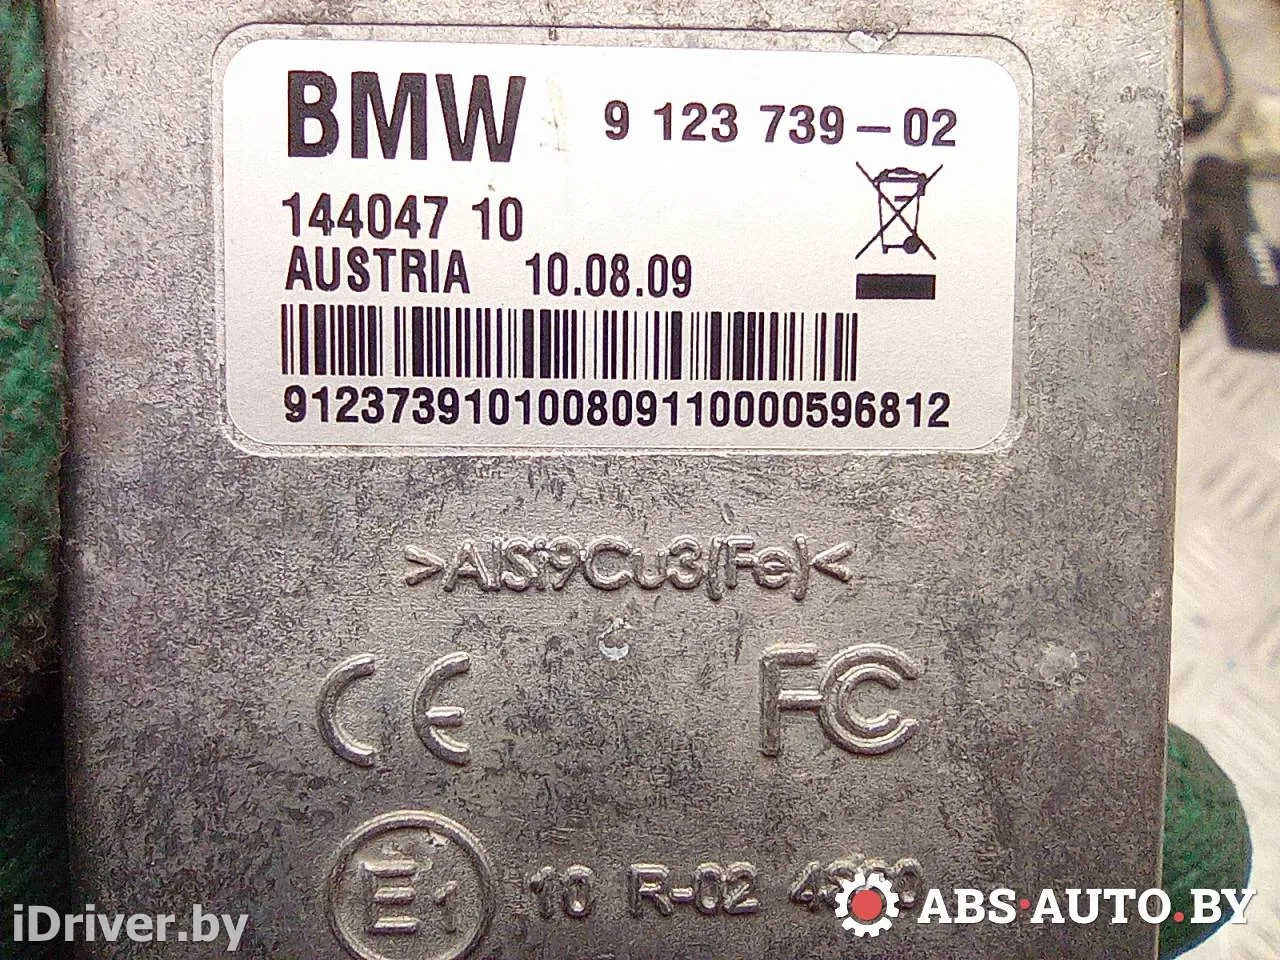 BMW 9 123 739-02
144047 10
AUSTRIA 10.08.09
912373910100809110000596812
>AlSi9Cu3(Fe)<
CE FC
E1 10 R-02
ABS-AUTO.BY
iDriver.by